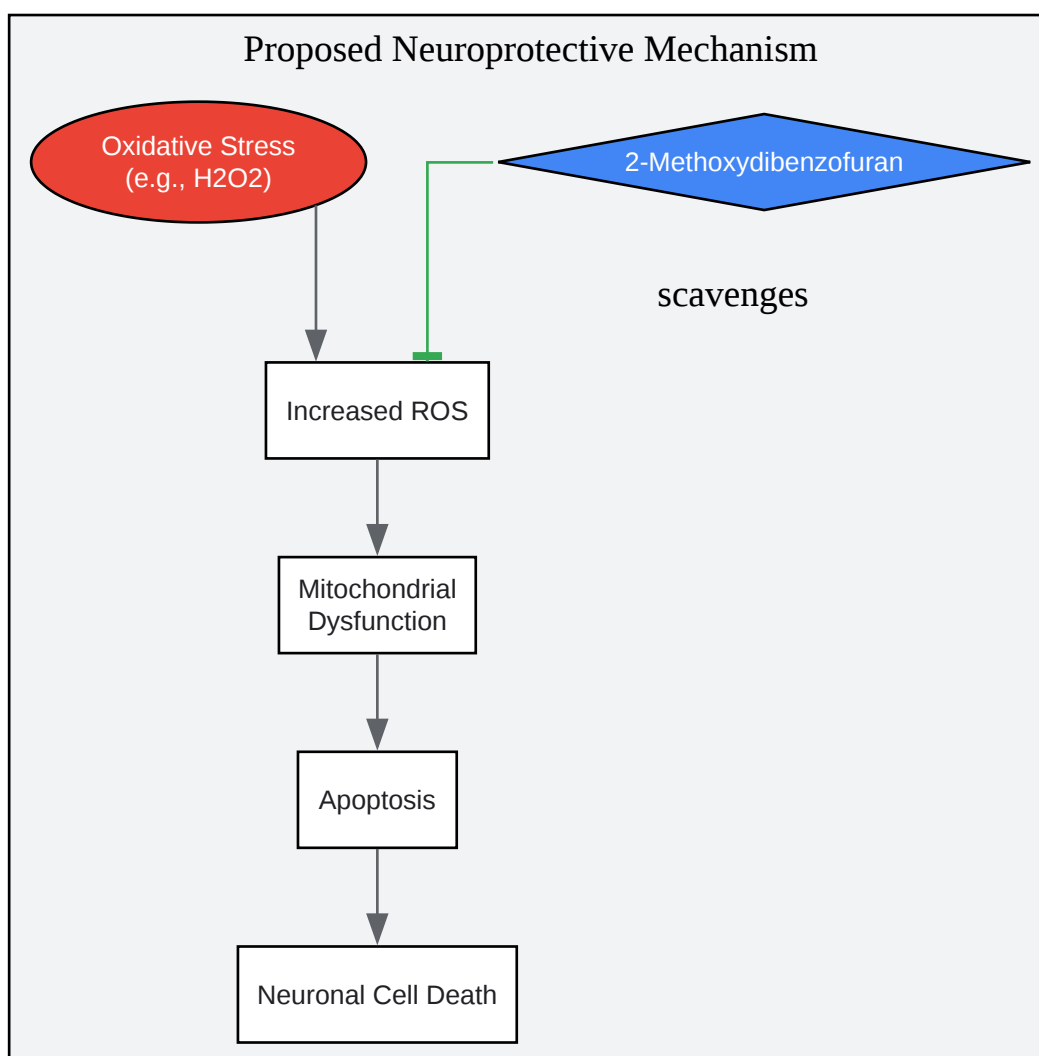 Proposed Neuroprotective Mechanism
Oxidative Stress
(e.g., H2O2)
2-Methoxydibenzofuran
scavenges
Increased ROS
Mitochondrial
Dysfunction
Apoptosis
Neuronal Cell Death